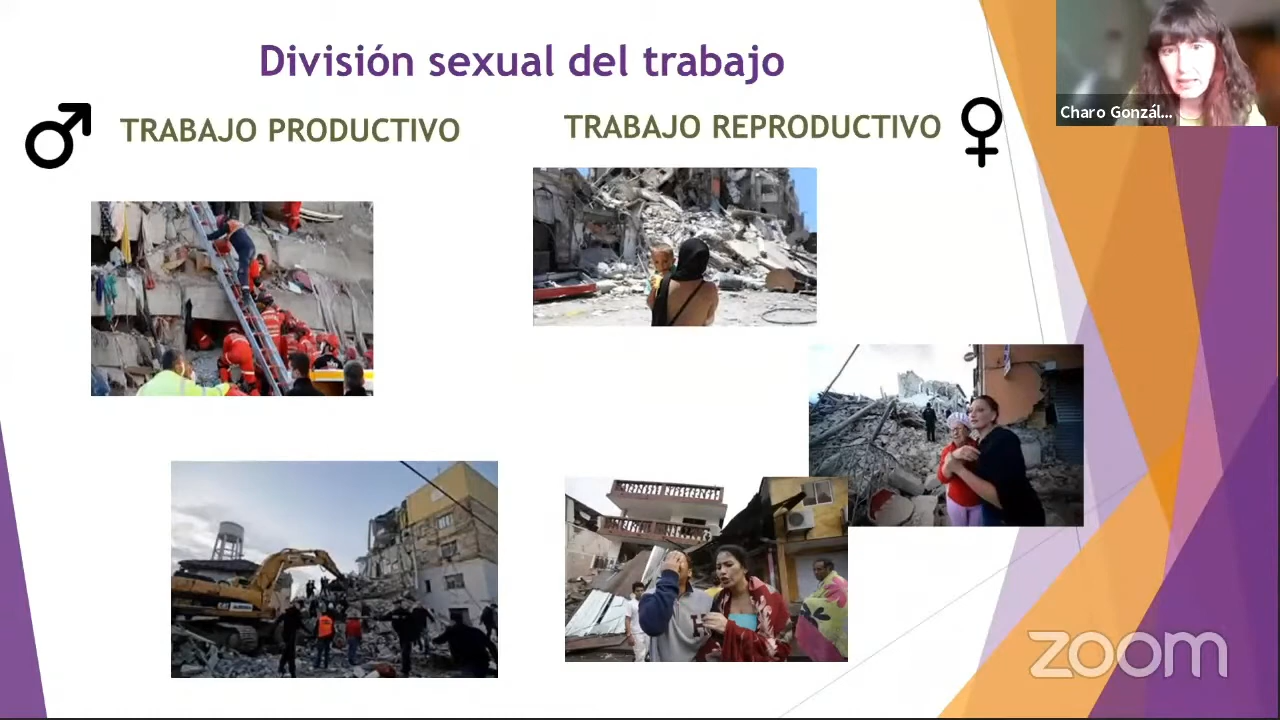 División sexual del trabajo
TRABAJO PRODUCTIVO
TRABAJO REPRODUCTIVO
Charo Gonzál...
zoom